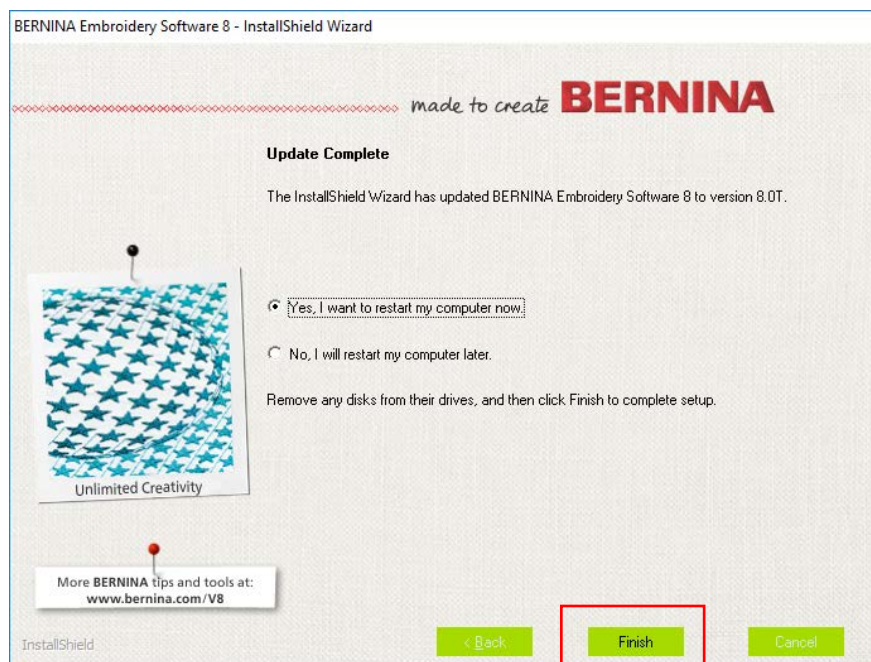 BERNINA Embroidery Software 8 - InstallShield Wizard
made to create BERNINA
Update Complete
The InstallShield Wizard has updated BERNINA Embroidery Software 8 to version 8.0T.
Yes, I want to restart my computer now.
No, I will restart my computer later.
Remove any disks from their drives, and then click Finish to complete setup.
Unlimited Creativity
More BERNINA tips and tools at:
www.bernina.com/V8
InstallShield
< Back
Finish
Cancel